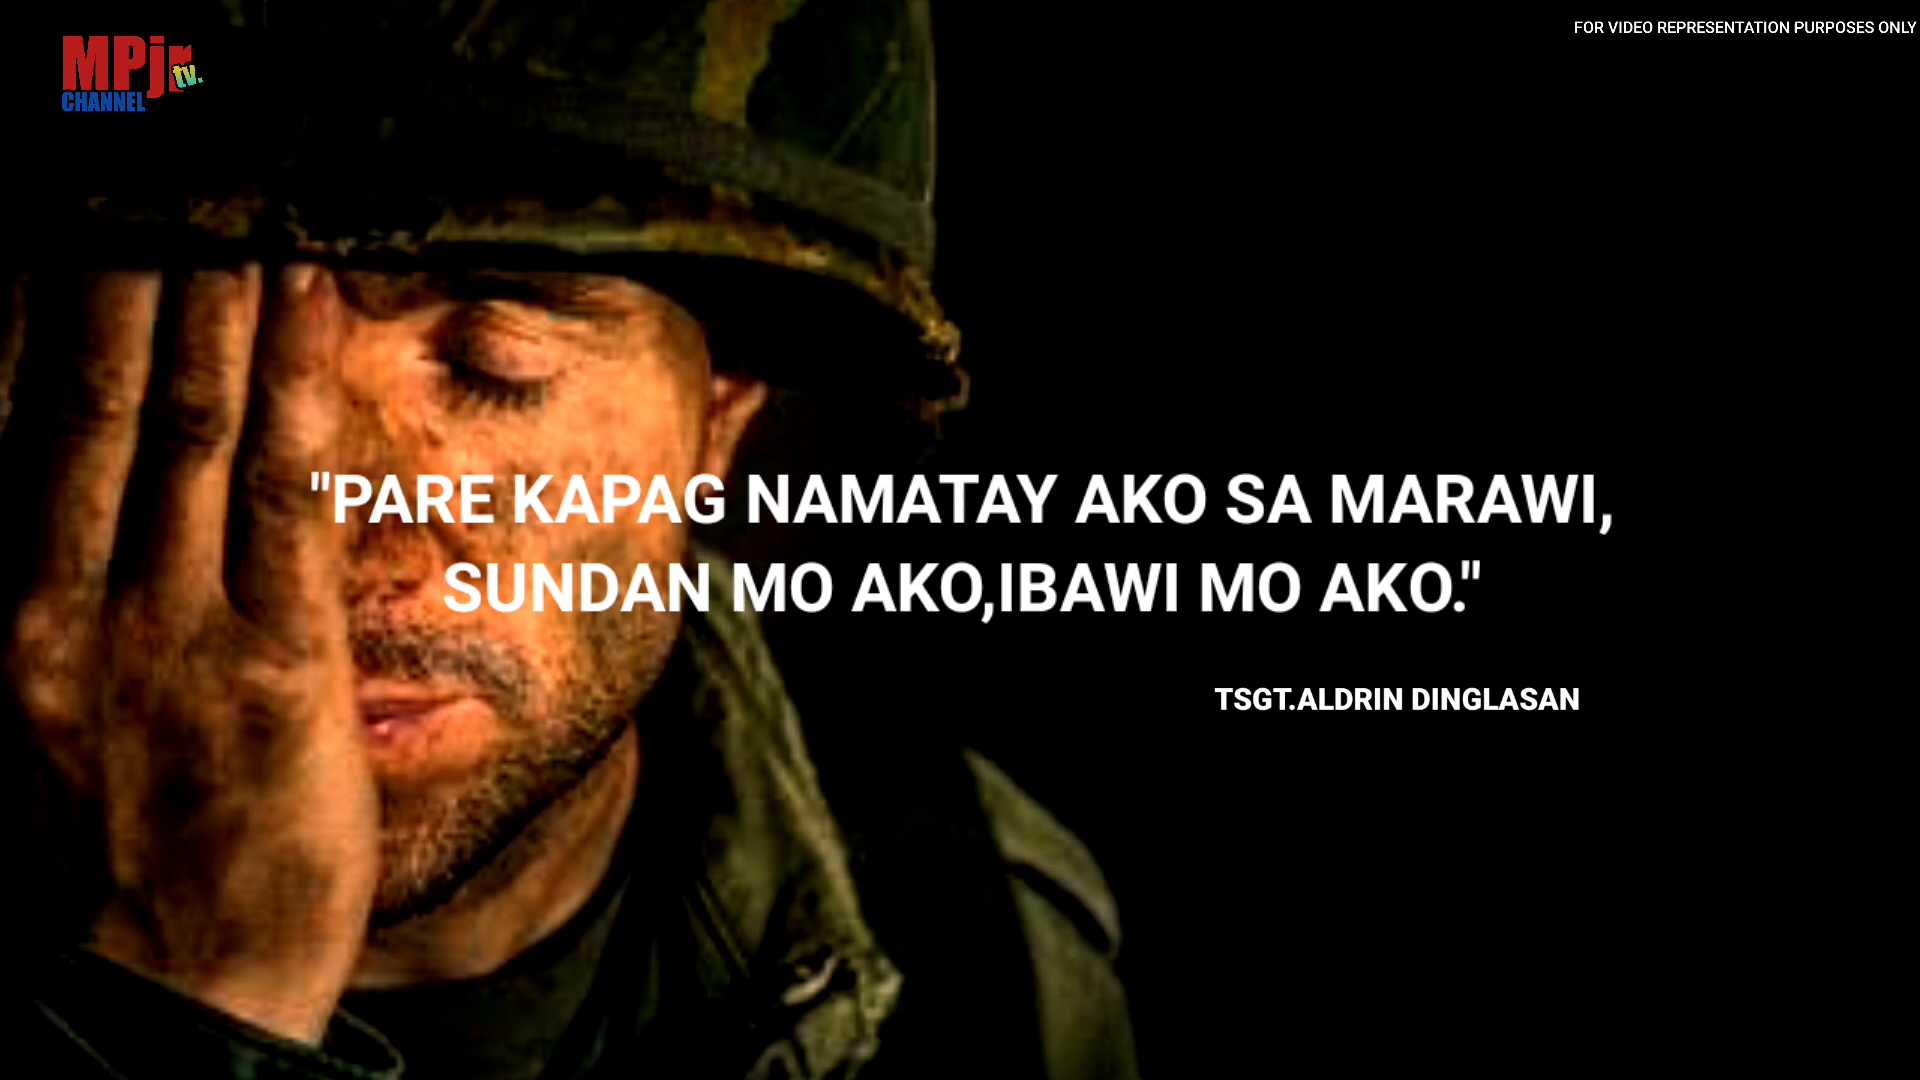 MPjr
tv.
CHANNEL
FOR VIDEO REPRESENTATION PURPOSES ONLY
"PARE KAPAG NAMATAY AKO SA MARAWI,
SUNDAN MO AKO,IBAWI MO AKO."
TSGT.ALDRIN DINGLASAN